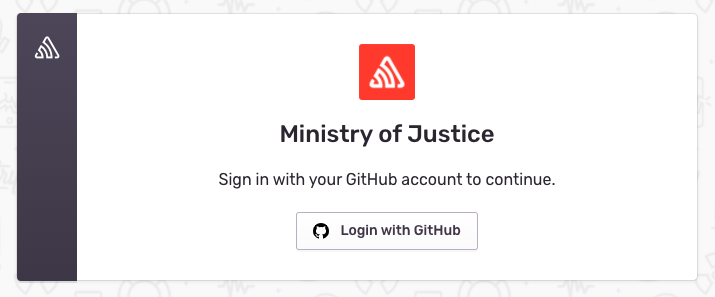 Ministry of Justice
Sign in with your GitHub account to continue.
Login with GitHub